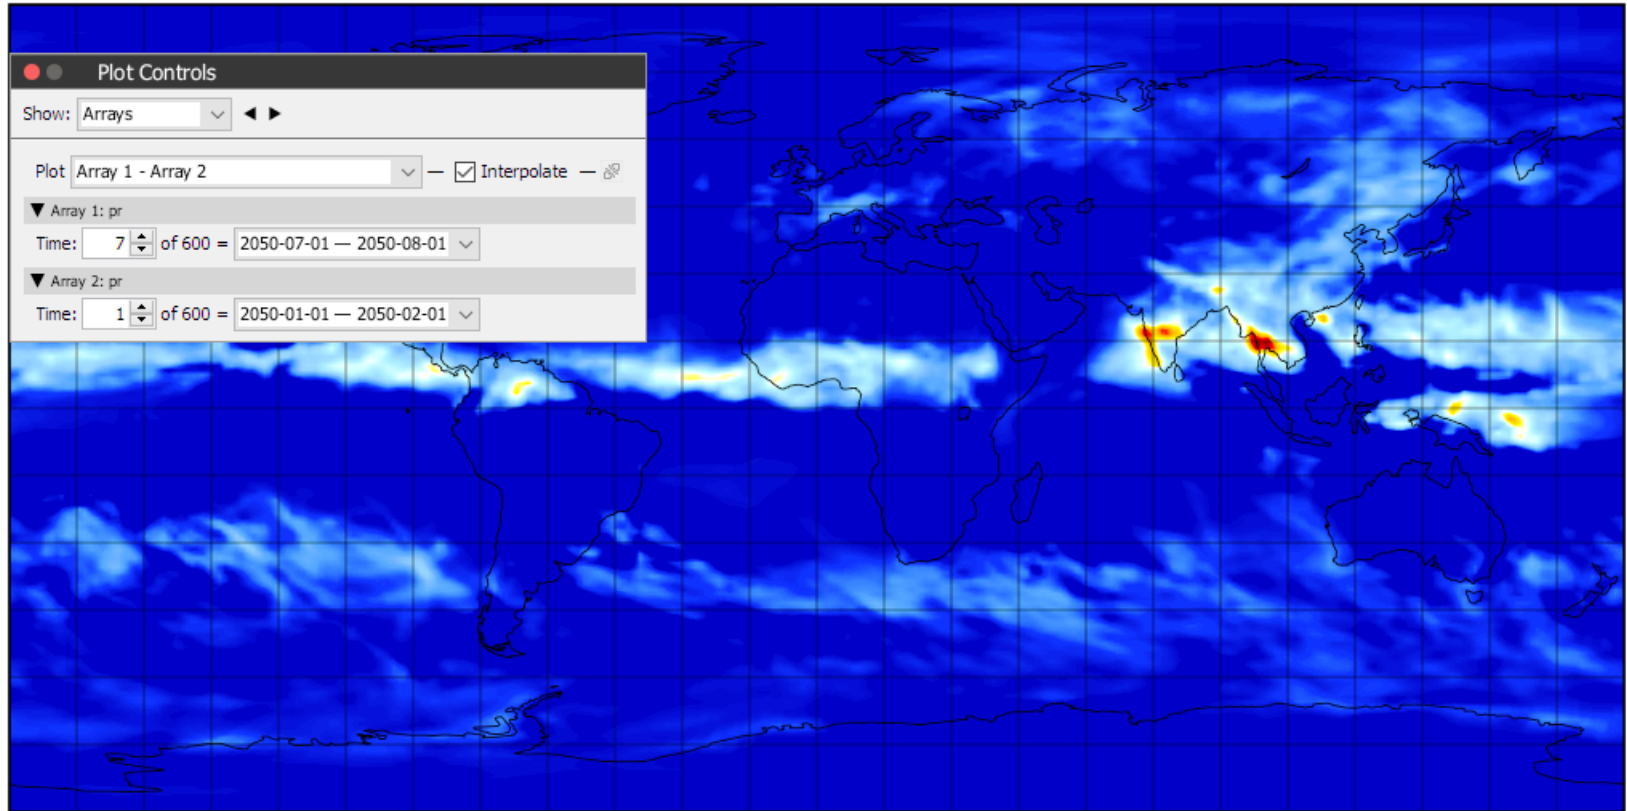 Plot Controls
Show: Arrays
Plot Array 1 - Array 2 — Interpolate —
Array 1: pr
Time: 7 of 600 = 2050-07-01 — 2050-08-01
Array 2: pr
Time: 1 of 600 = 2050-01-01 — 2050-02-01